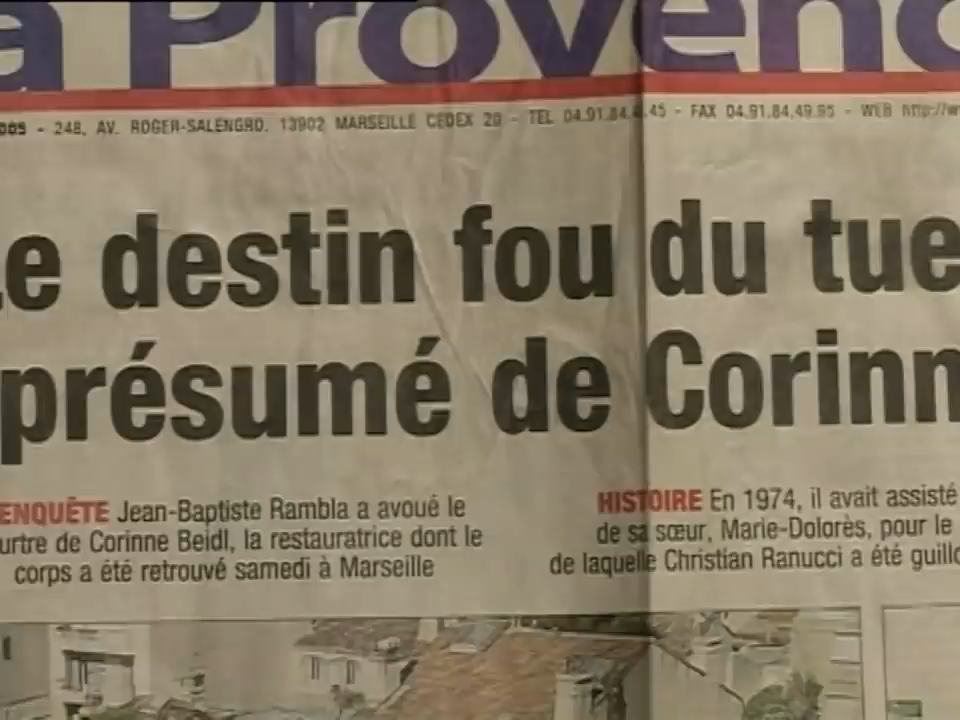 a Provenc
005 - 248, AV. ROGER-SALENGRO. 13902 MARSEILLE CEDEX 20 - TEL 04.91.84.  .45 - FAX 04.91.84.49.95 - WEB http://w
Le destin fou du tue
présumé de Corinn
ENQUÊTE Jean-Baptiste Rambla a avoué le
urtre de Corinne Beidl, la restauratrice dont le
corps a été retrouvé samedi à Marseille
HISTOIRE En 1974, il avait assisté
de sa sœur, Marie-Dolorès, pour le
de laquelle Christian Ranucci a été guillo